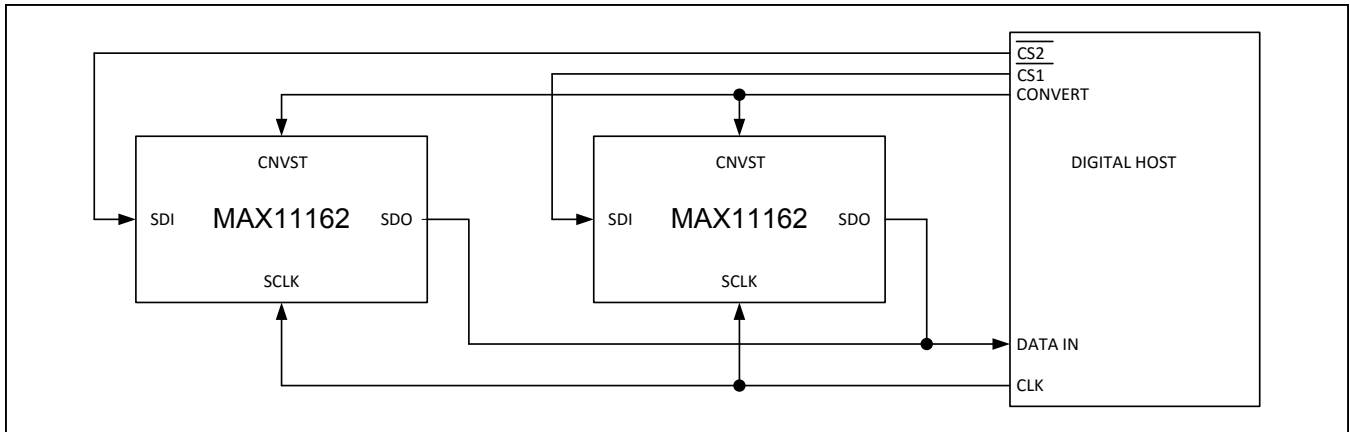 CS2
CS1
CONVERT
CNVST
CNVST
DIGITAL HOST
SDI
MAX11162
SDO
SDI
MAX11162
SDO
SCLK
SCLK
DATA IN
CLK